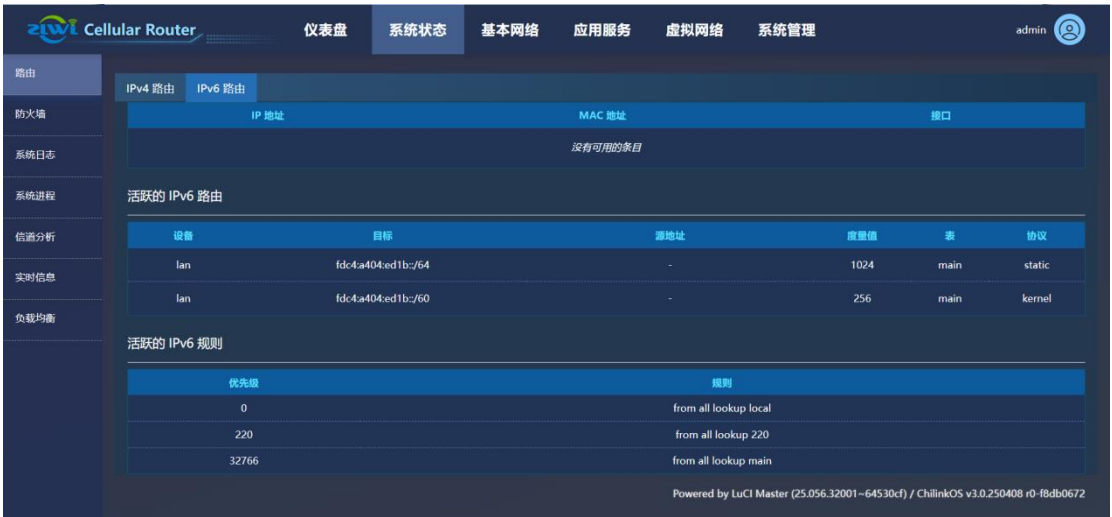 ZIWI Cellular Router 仪表盘 系统状态 基本网络 应用服务 虚拟网络 系统管理 admin
路由
防火墙
系统日志
系统进程
信道分析
实时信息
负载均衡
IPv4 路由 IPv6 路由
IP 地址 MAC 地址 接口
没有可用的条目
活跃的 IPv6 路由
设备 目标 源地址 度量值 表 协议
lan fdc4:a404:ed1b::/64 - 1024 main static
lan fdc4:a404:ed1b::/60 - 256 main kernel
活跃的 IPv6 规则
优先级 规则
0 from all lookup local
220 from all lookup 220
32766 from all lookup main
Powered by LuCI Master (25.056.32001~64530cf) / ChilinkOS v3.0.250408 r0-f8db0672